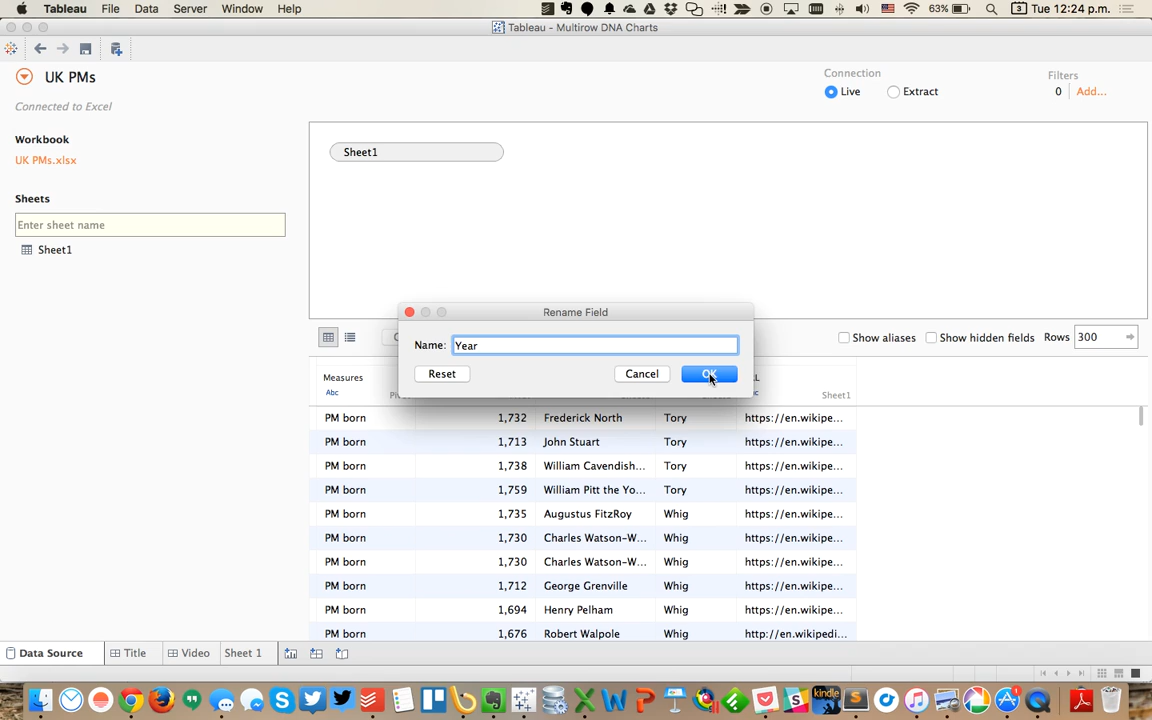 Tableau File Data Server Window Help 63% 3 Tue 12:24 p.m.
Tableau - Multirow DNA Charts
UK PMs
Connected to Excel
Connection
Live Extract
Filters
0 Add...
Workbook
UK PMs.xlsx
Sheets
Enter sheet name
Sheet1
Sheet1
Rename Field
Name: Year
Reset Cancel OK
Show aliases Show hidden fields Rows 300
Measures
Abc Sheet1
PM born 1,732 Frederick North Tory https://en.wikipe...
PM born 1,713 John Stuart Tory https://en.wikipe...
PM born 1,738 William Cavendish... Tory https://en.wikipe...
PM born 1,759 William Pitt the Yo... Tory https://en.wikipe...
PM born 1,735 Augustus FitzRoy Whig https://en.wikipe...
PM born 1,730 Charles Watson-W... Whig https://en.wikipe...
PM born 1,730 Charles Watson-W... Whig https://en.wikipe...
PM born 1,712 George Grenville Whig https://en.wikipe...
PM born 1,694 Henry Pelham Whig https://en.wikipe...
PM born 1,676 Robert Walpole Whig http://en.wikipedi...
Data Source Title Video Sheet 1
kindle